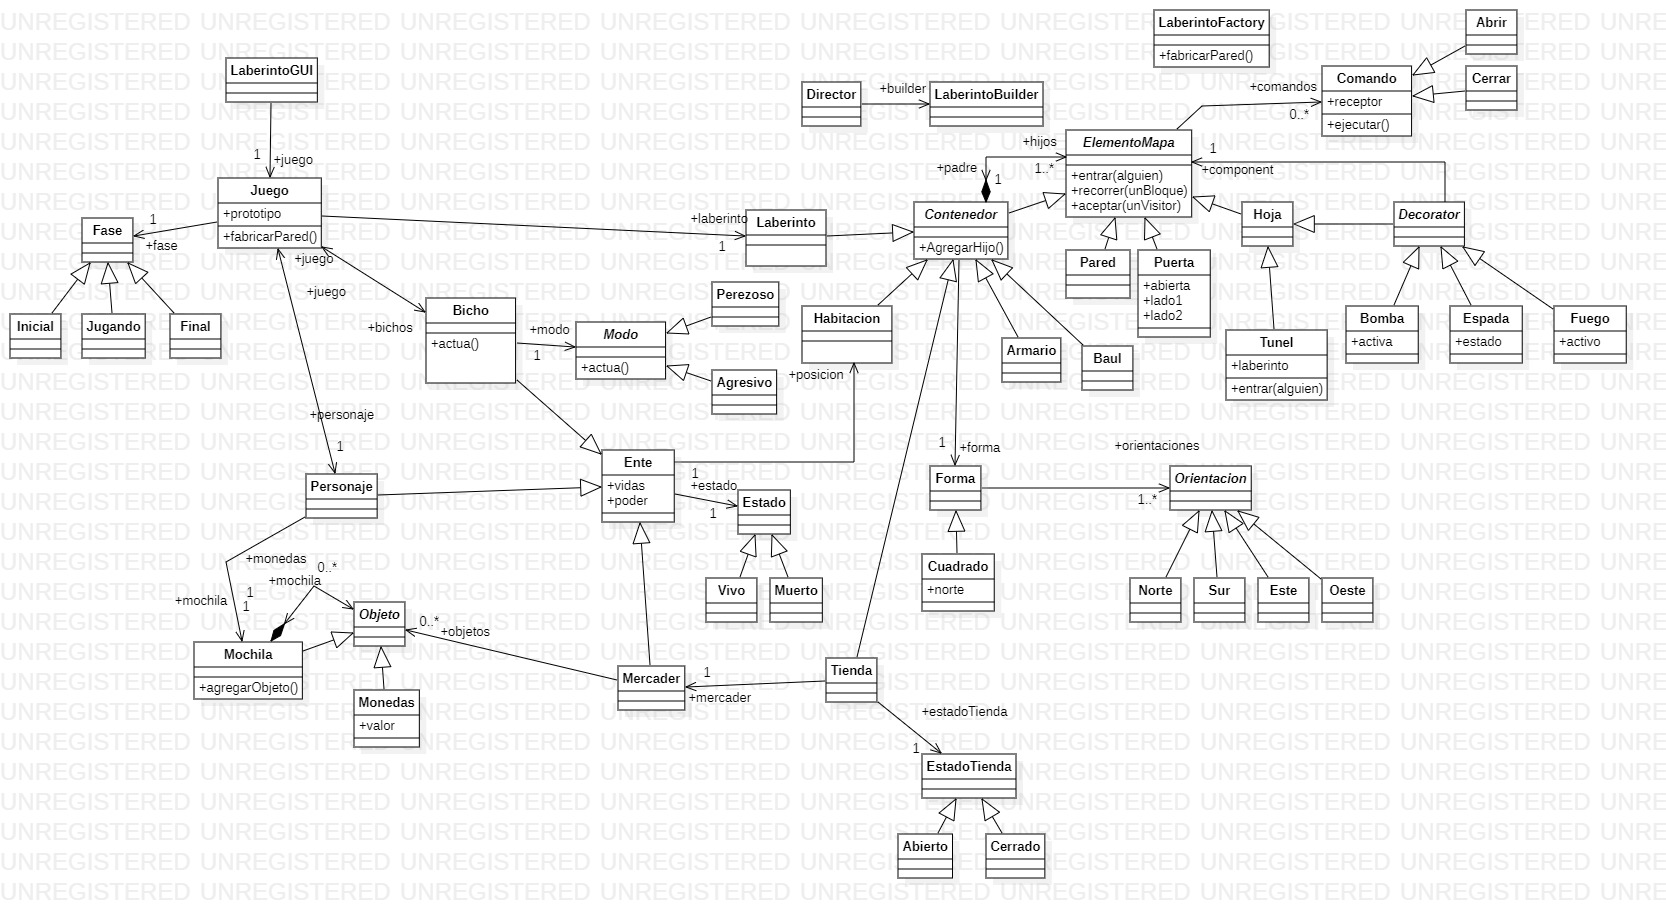 LaberintoFactory
+fabricarPared()
Abrir
Cerrar
Comando
+receptor
+ejecutar()
+comandos
0..*
LaberintoGUI
1
+juego
Director
+builder
LaberintoBuilder
ElementoMapa
+entrar(alguien)
+recorrer(unBloque)
+aceptar(unVisitor)
+hijos
1..*
+padre
1
1
+component
Juego
+prototipo
+fabricarPared()
+juego
+juego
1
+fase
Fase
Inicial
Jugando
Final
+laberinto
1
Laberinto
Contenedor
+AgregarHijo()
Hoja
Decorator
Pared
Puerta
+abierta
+lado1
+lado2
Tunel
+laberinto
+entrar(alguien)
Bomba
+activa
Espada
+estado
Fuego
+activo
+bichos
Bicho
+actua()
+modo
1
Modo
+actua()
Perezoso
Agresivo
Habitacion
+posicion
Armario
Baul
+personaje
1
Personaje
Ente
+vidas
+poder
1
+estado
1
Estado
Vivo
Muerto
1
+forma
Forma
Cuadrado
+norte
+orientaciones
1..*
Orientacion
Norte
Sur
Este
Oeste
+monedas
0..*
+mochila
+mochila
1
1
Mochila
+agregarObjeto()
Objeto
0..*
+objetos
Monedas
+valor
Mercader
1
+mercader
Tienda
+estadoTienda
1
EstadoTienda
Abierto
Cerrado
UNREGISTERED